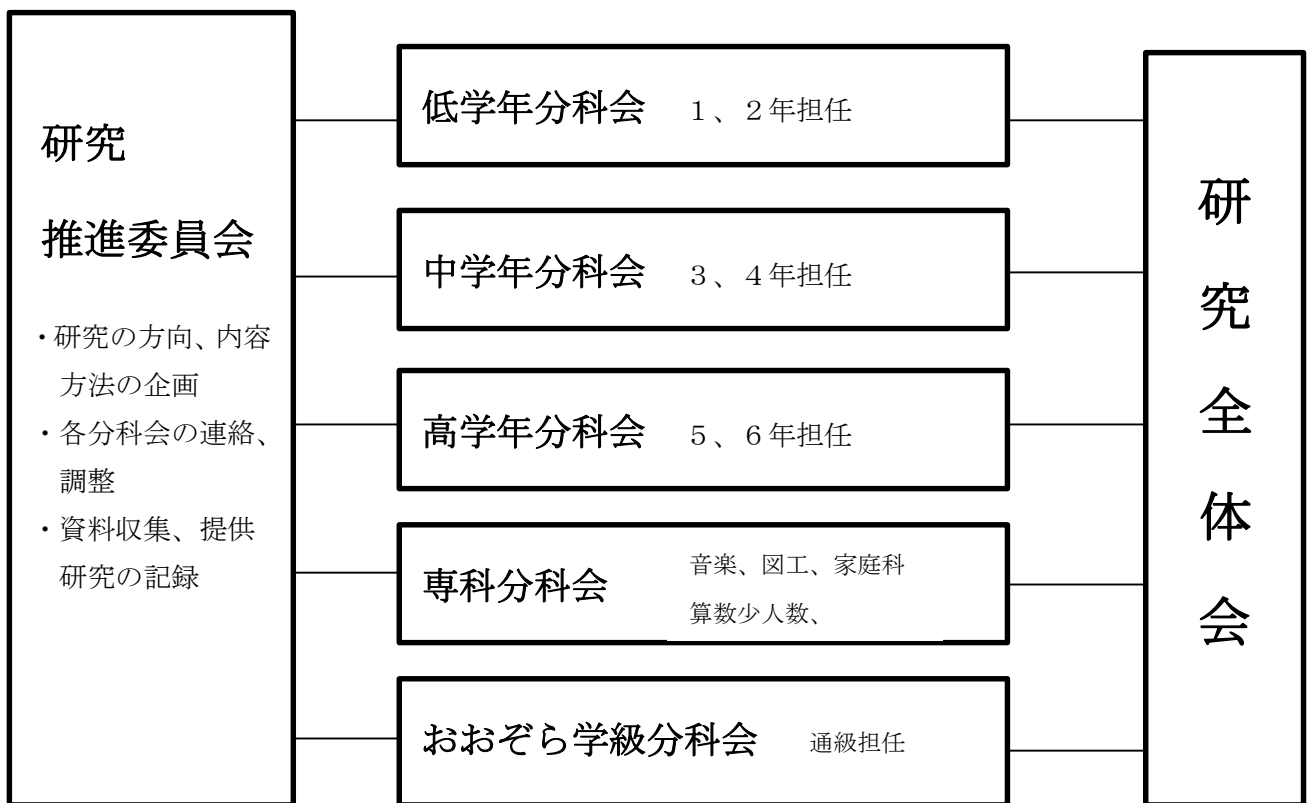 研究
推進委員会
・研究の方向、内容
方法の企画
・各分科会の連絡、
調整
・資料収集、提供
研究の記録
低学年分科会 1、2年担任
中学年分科会 3、4年担任
高学年分科会 5、6年担任
専科分科会 音楽、図工、家庭科
算数少人数、
おおぞら学級分科会 通級担任
研究全体会